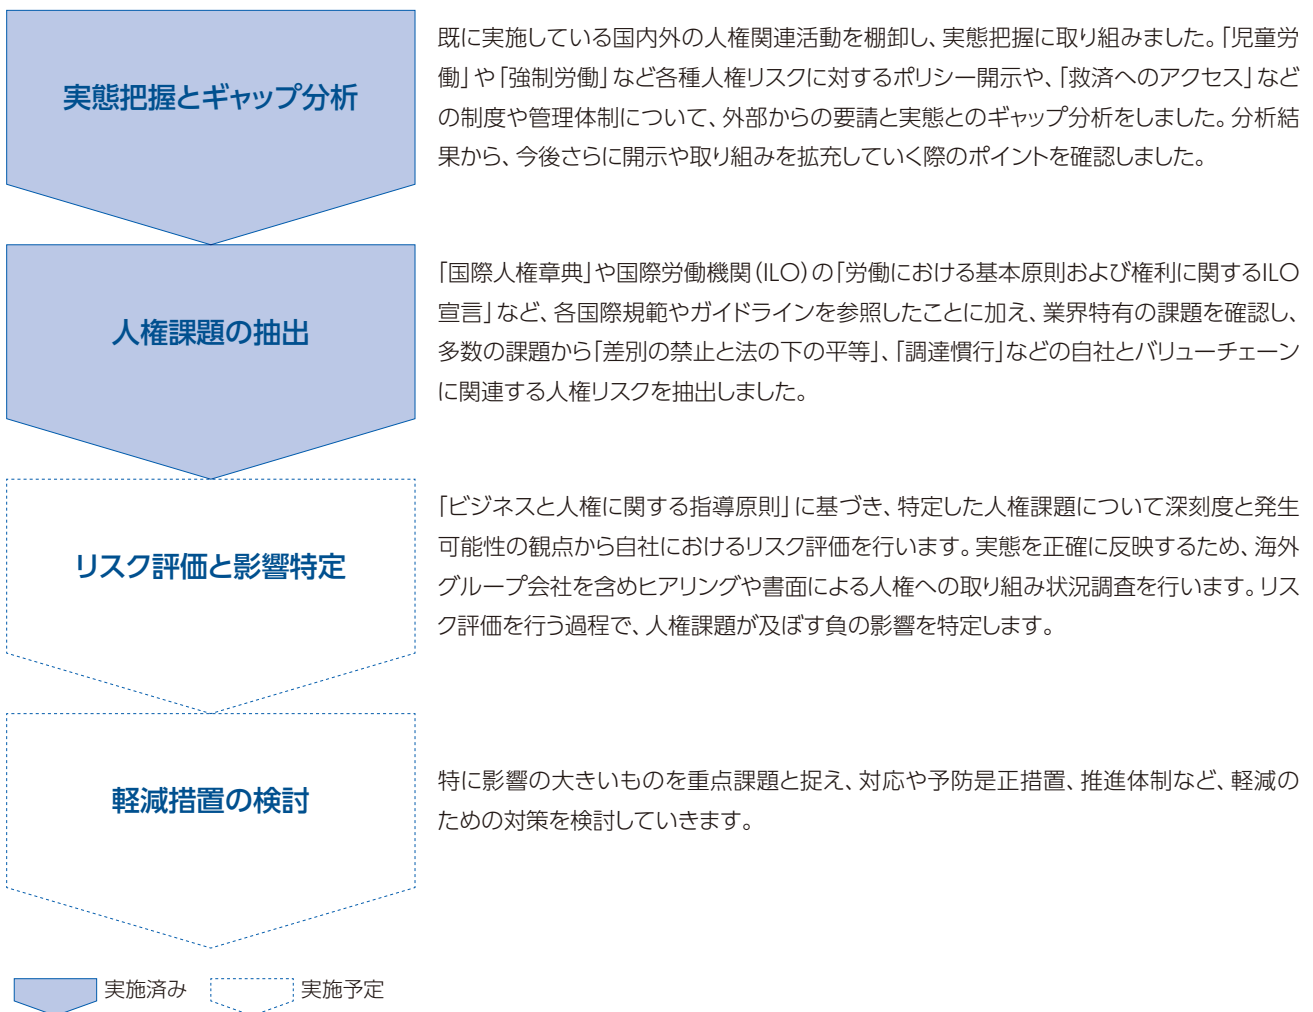 実態把握とギャップ分析
既に実施している国内外の人権関連活動を棚卸し、実態把握に取り組みました。「児童労
働」や「強制労働」など各種人権リスクに対するポリシー開示や、「救済へのアクセス」など
の制度や管理体制について、外部からの要請と実態とのギャップ分析をしました。分析結
果から、今後さらに開示や取り組みを拡充していく際のポイントを確認しました。
人権課題の抽出
「国際人権章典」や国際労働機関(ILO)の「労働における基本原則および権利に関するILO
宣言」など、各国際規範やガイドラインを参照したことに加え、業界特有の課題を確認し、
多数の課題から「差別の禁止と法の下の平等」、「調達慣行」などの自社とバリューチェーン
に関連する人権リスクを抽出しました。
リスク評価と影響特定
「ビジネスと人権に関する指導原則」に基づき、特定した人権課題について深刻度と発生
可能性の観点から自社におけるリスク評価を行います。実態を正確に反映するため、海外
グループ会社を含めヒアリングや書面による人権への取り組み状況調査を行います。リス
ク評価を行う過程で、人権課題が及ぼす負の影響を特定します。
軽減措置の検討
特に影響の大きいものを重点課題と捉え、対応や予防是正措置、推進体制など、軽減の
ための対策を検討していきます。
実施済み
実施予定